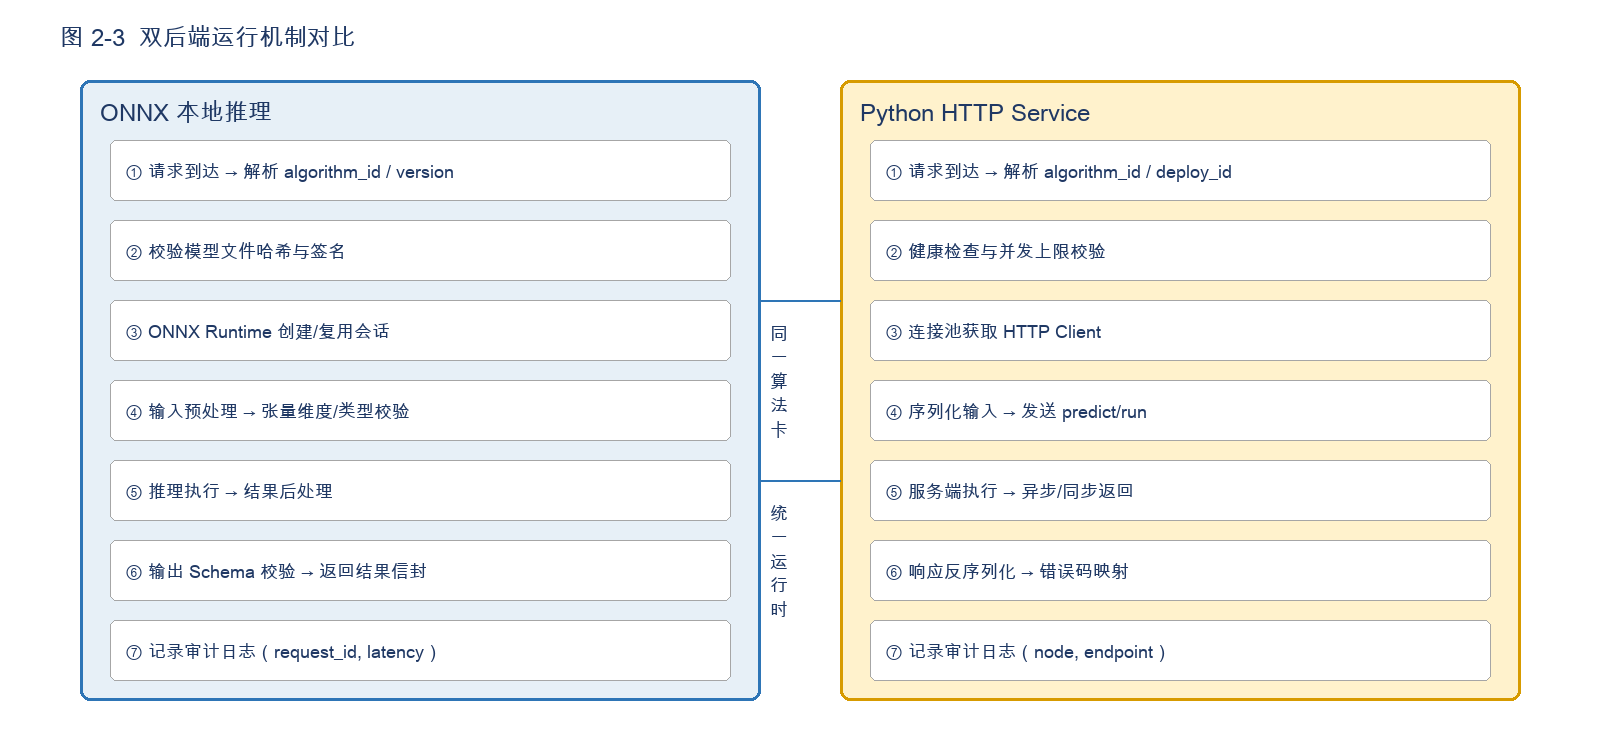 图 2-3 双后端运行机制对比
ONNX 本地推理
① 请求到达 → 解析 algorithm_id / version
② 校验模型文件哈希与签名
③ ONNX Runtime 创建/复用会话
④ 输入预处理 → 张量维度/类型校验
⑤ 推理执行 → 结果后处理
⑥ 输出 Schema 校验 → 返回结果信封
⑦ 记录审计日志 ( request_id, latency )
同一算法卡
统一运行时
Python HTTP Service
① 请求到达 → 解析 algorithm_id / deploy_id
② 健康检查与并发上限校验
③ 连接池获取 HTTP Client
④ 序列化输入 → 发送 predict/run
⑤ 服务端执行 → 异步/同步返回
⑥ 响应反序列化 → 错误码映射
⑦ 记录审计日志 ( node, endpoint )